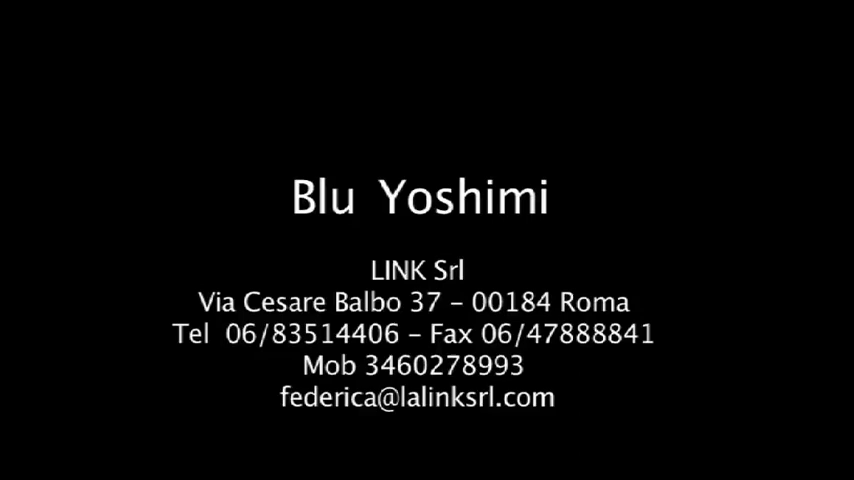 Blu Yoshimi
LINK Srl
Via Cesare Balbo 37 - 00184 Roma
Tel 06/83514406 - Fax 06/47888841
Mob 3460278993
federica@lalinksrl.com